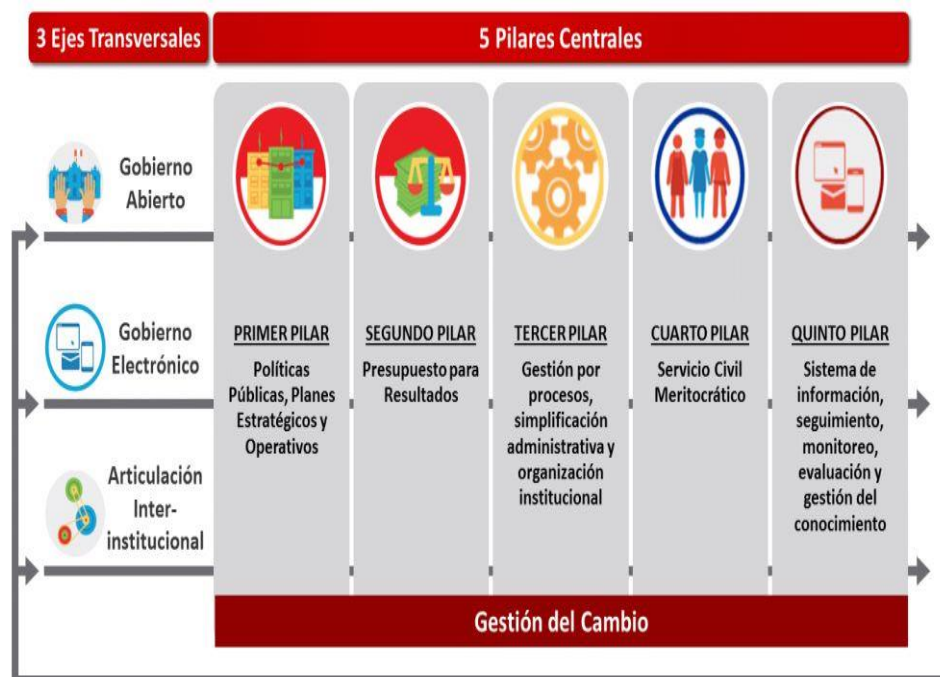 3 Ejes Transversales
5 Pilares Centrales
Gobierno
Abierto
Gobierno
Electrónico
Articulación
Inter-
institucional
PRIMER PILAR
Políticas
Públicas, Planes
Estratégicos y
Operativos
SEGUNDO PILAR
Presupuesto para
Resultados
TERCER PILAR
Gestión por
procesos,
simplificación
administrativa y
organización
institucional
CUARTO PILAR
Servicio Civil
Meritocrático
QUINTO PILAR
Sistema de
información,
seguimiento,
monitoreo,
evaluación y
gestión del
conocimiento
Gestión del Cambio